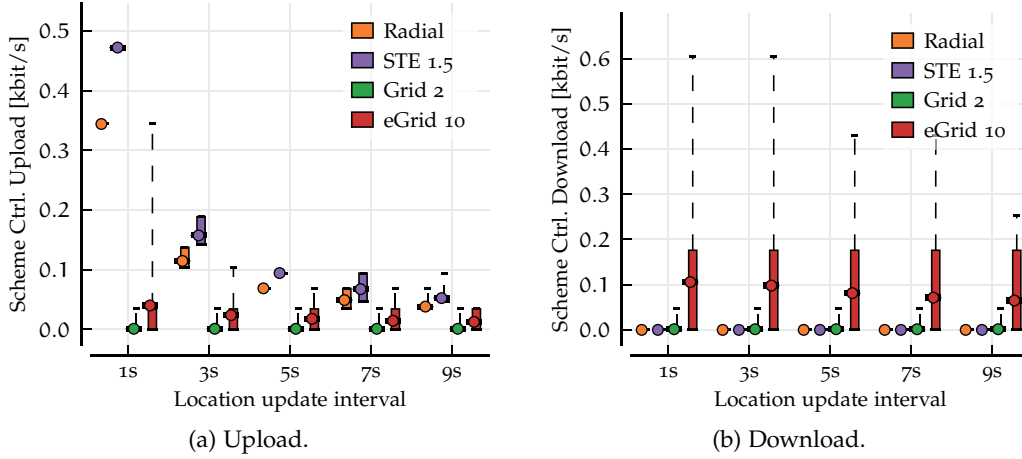 Scheme Ctrl. Upload [kbit/s]
0.5
0.4
0.3
0.2
0.1
0.0
Radial
STE 1.5
Grid 2
eGrid 10
1s 3s 5s 7s 9s
Location update interval
(a) Upload.
Scheme Ctrl. Download [kbit/s]
0.6
0.5
0.4
0.3
0.2
0.1
0.0
Radial
STE 1.5
Grid 2
eGrid 10
1s 3s 5s 7s 9s
Location update interval
(b) Download.